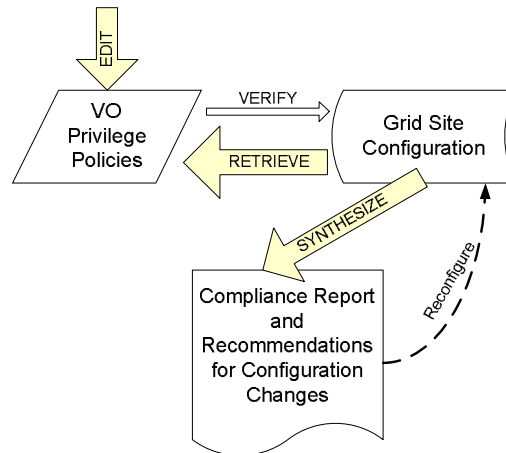 EDIT
VO
Privilege
Policies
VERIFY
RETRIEVE
Grid Site
Configuration
SYNTHESIZE
Reconfigure
Compliance Report
and
Recommendations
for Configuration
Changes